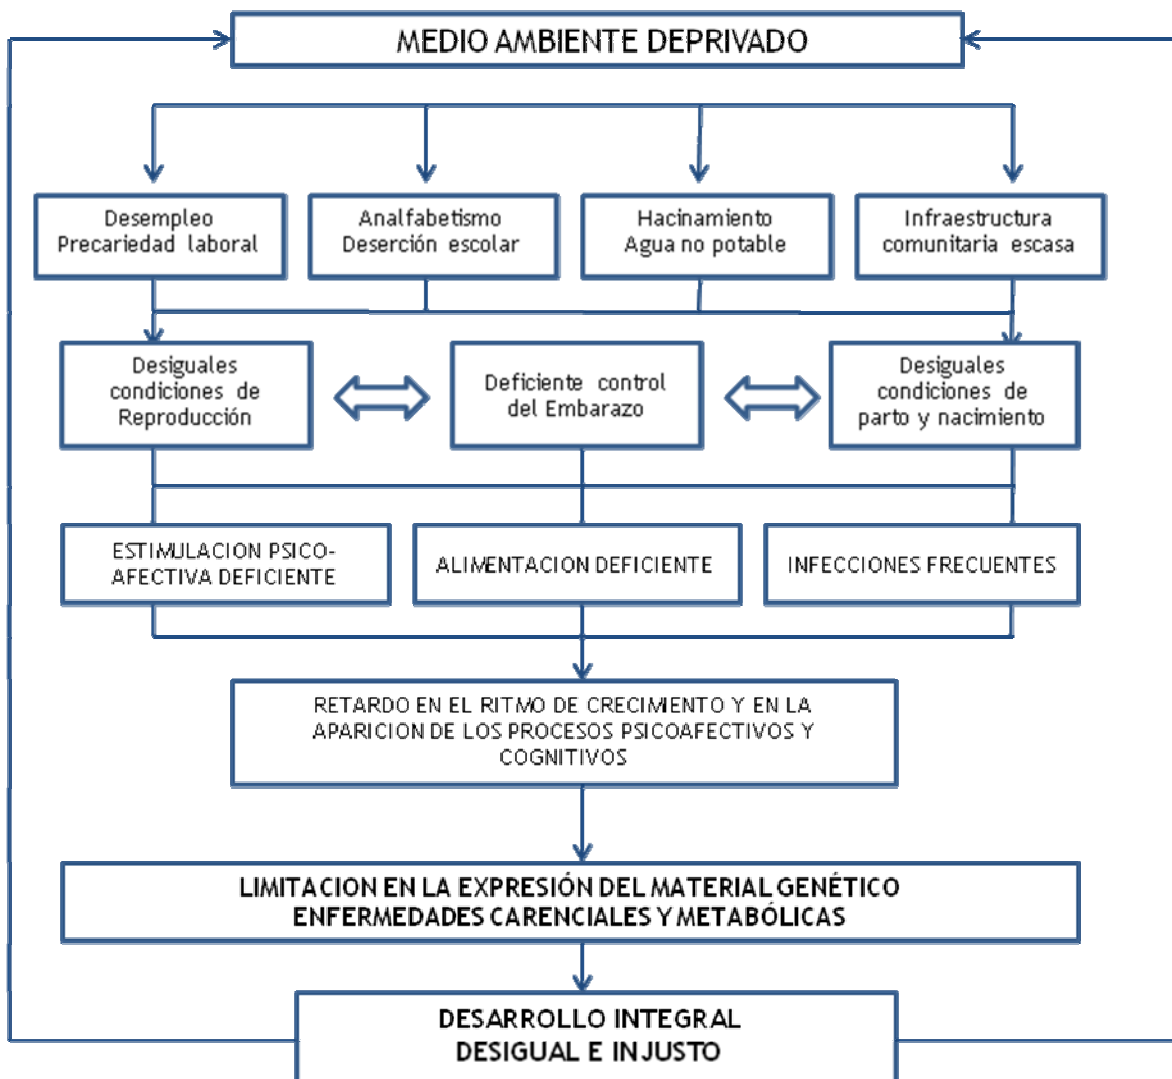 MEDIO AMBIENTE DEPRIVADO
Desempleo
Precariedad laboral
Analfabetismo
Deserción escolar
Hacinamiento
Agua no potable
Infraestructura
comunitaria escasa
Desiguales
condiciones de
Reproducción
Deficiente control
del Embarazo
Desiguales
condiciones de
parto y nacimiento
ESTIMULACION PSICO-
AFECTIVA DEFICIENTE
ALIMENTACION DEFICIENTE
INFECCIONES FRECUENTES
RETARDO EN EL RITMO DE CRECIMIENTO Y EN LA
APARICION DE LOS PROCESOS PSICOAFECTIVOS Y
COGNITIVOS
LIMITACION EN LA EXPRESIÓN DEL MATERIAL GENÉTICO
ENFERMEDADES CARENCIALES Y METABÓLICAS
DESARROLLO INTEGRAL
DESIGUAL E INJUSTO